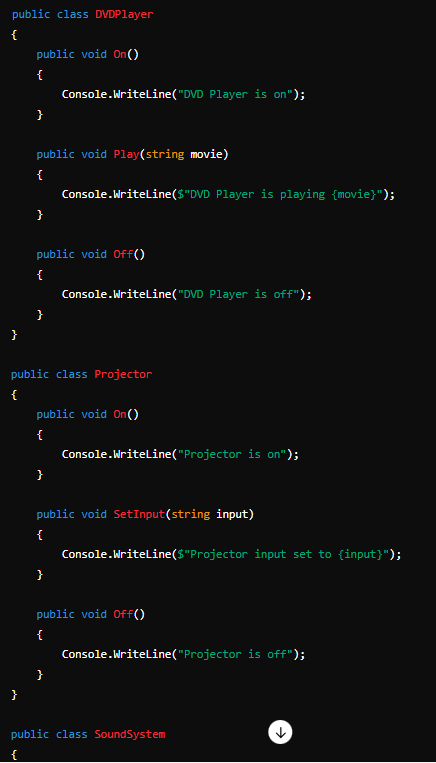 public class DVDPlayer
{
    public void On()
    {
        Console.WriteLine("DVD Player is on");
    }

    public void Play(string movie)
    {
        Console.WriteLine($"DVD Player is playing {movie}");
    }

    public void Off()
    {
        Console.WriteLine("DVD Player is off");
    }
}

public class Projector
{
    public void On()
    {
        Console.WriteLine("Projector is on");
    }

    public void SetInput(string input)
    {
        Console.WriteLine($"Projector input set to {input}");
    }

    public void Off()
    {
        Console.WriteLine("Projector is off");
    }
}

public class SoundSystem
{